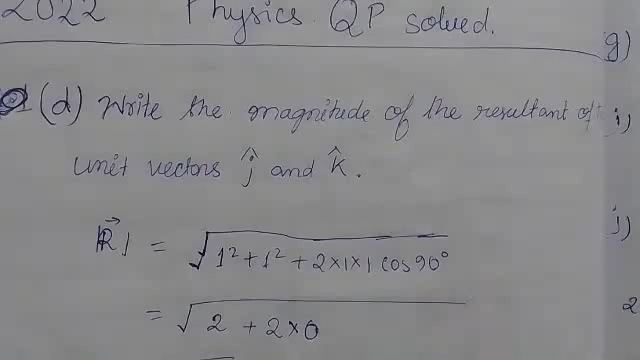 2022 Physics QP solved.
g)
1 (d) Write the magnitude of the resultant of
i)
unit vectors ĵ and k̂.
j)
|R⃗| = √1² + 1² + 2×1×1 cos 90°
2
= √2 + 2×0